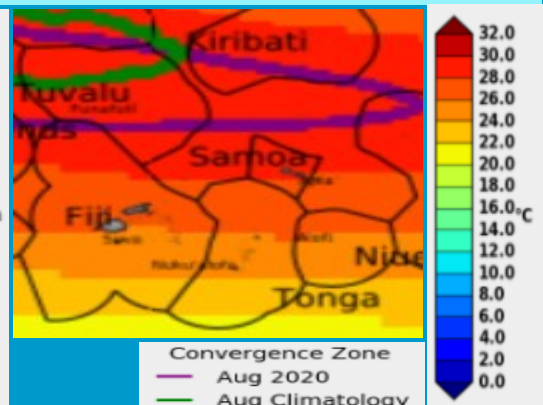 Kiribati
Tuvalu
Funafuti
nds
Samoa
Apia
Fiji
Suva
Alofi
Nuku'alofa
Niue
Tonga
32.0
30.0
28.0
26.0
24.0
22.0
20.0
18.0
16.0
°C
14.0
12.0
10.0
8.0
6.0
4.0
2.0
0.0
Convergence Zone
Aug 2020
Aug Climatology